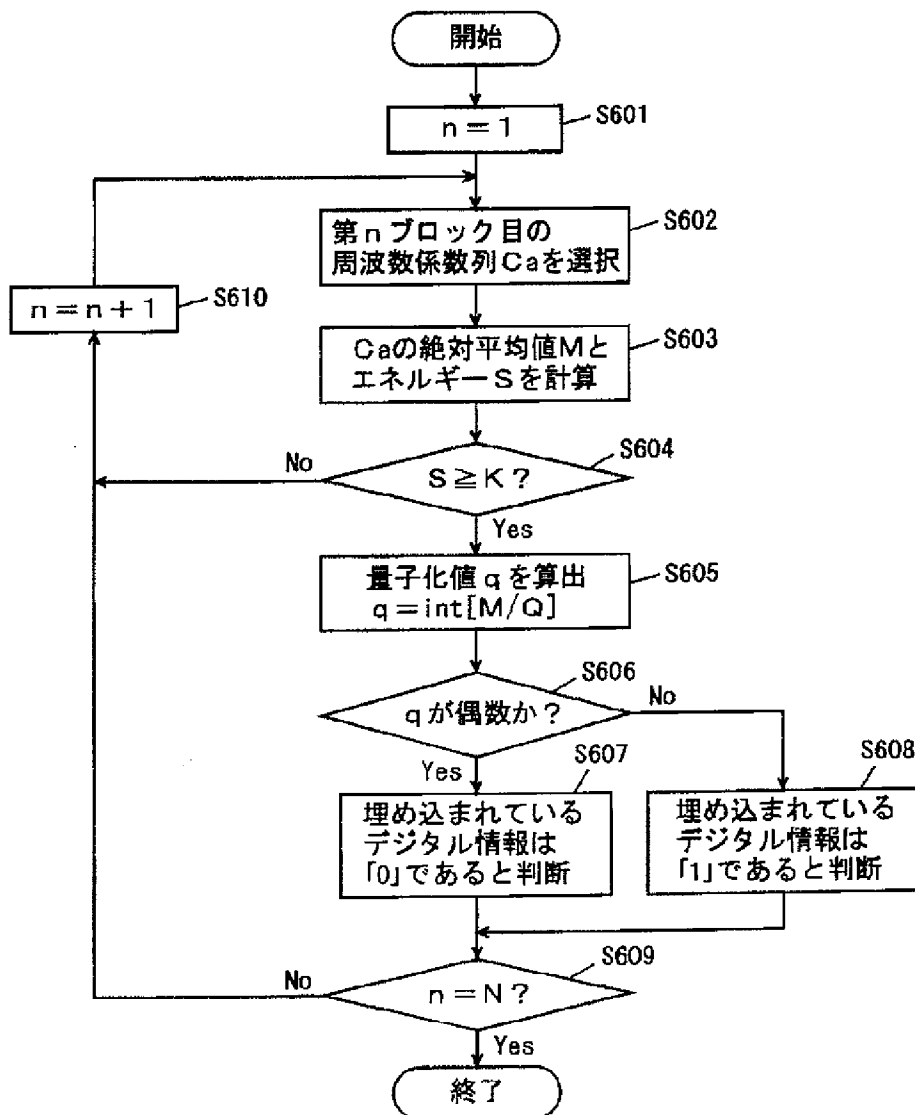 開始
n=1
S601
第nブロック目の
周波数係数列Caを選択
S602
n=n+1
S610
Caの絶対平均値Mと
エネルギーSを計算
S603
S604
No
S≧K?
Yes
量子化値qを算出
q=int[M/Q]
S605
S606
qが偶数か?
No
Yes
S607
埋め込まれている
デジタル情報は
「0」であると判断
S608
埋め込まれている
デジタル情報は
「1」であると判断
S609
No
n=N?
Yes
終了